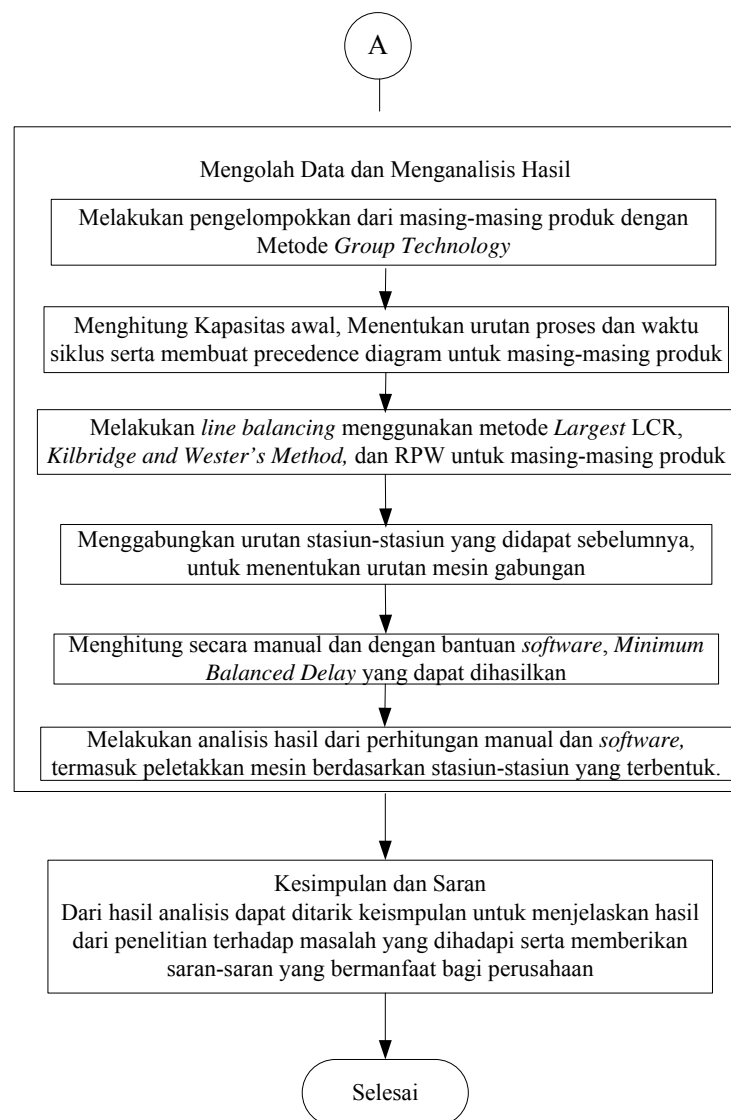 A
Mengolah Data dan Menganalisis Hasil
Melakukan pengelompokkan dari masing-masing produk dengan
Metode Group Technology
Menghitung Kapasitas awal, Menentukan urutan proses dan waktu
siklus serta membuat precedence diagram untuk masing-masing produk
Melakukan line balancing menggunakan metode Largest LCR,
Kilbridge and Wester’s Method, dan RPW untuk masing-masing produk
Menggabungkan urutan stasiun-stasiun yang didapat sebelumnya,
untuk menentukan urutan mesin gabungan
Menghitung secara manual dan dengan bantuan software, Minimum
Balanced Delay yang dapat dihasilkan
Melakukan analisis hasil dari perhitungan manual dan software,
termasuk peletakkan mesin berdasarkan stasiun-stasiun yang terbentuk.
Kesimpulan dan Saran
Dari hasil analisis dapat ditarik keismpulan untuk menjelaskan hasil
dari penelitian terhadap masalah yang dihadapi serta memberikan
saran-saran yang bermanfaat bagi perusahaan
Selesai